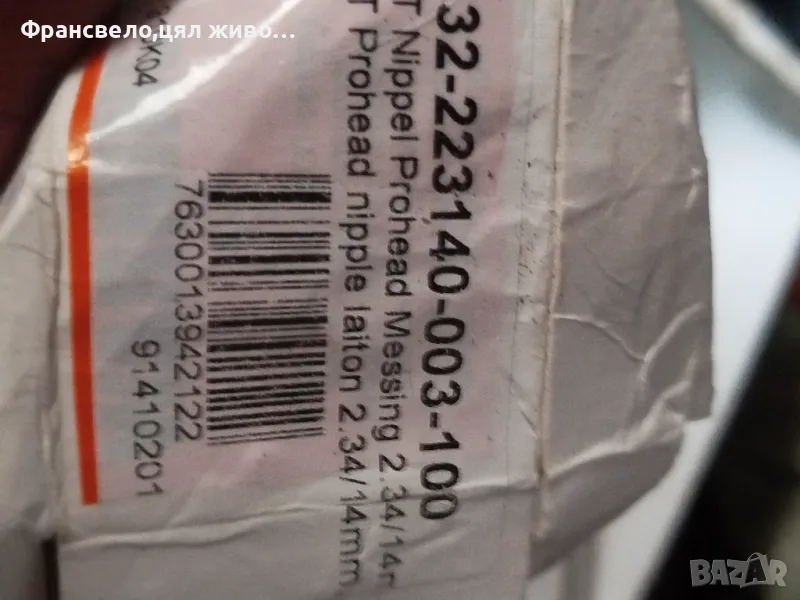 Франсвело,цял живо...
32-223140-003-100
T Nippel Prohead Messing 2.34/14
T Prohead nipple laiton 2.34/14mm
7630013942122
91410201
BAZAR